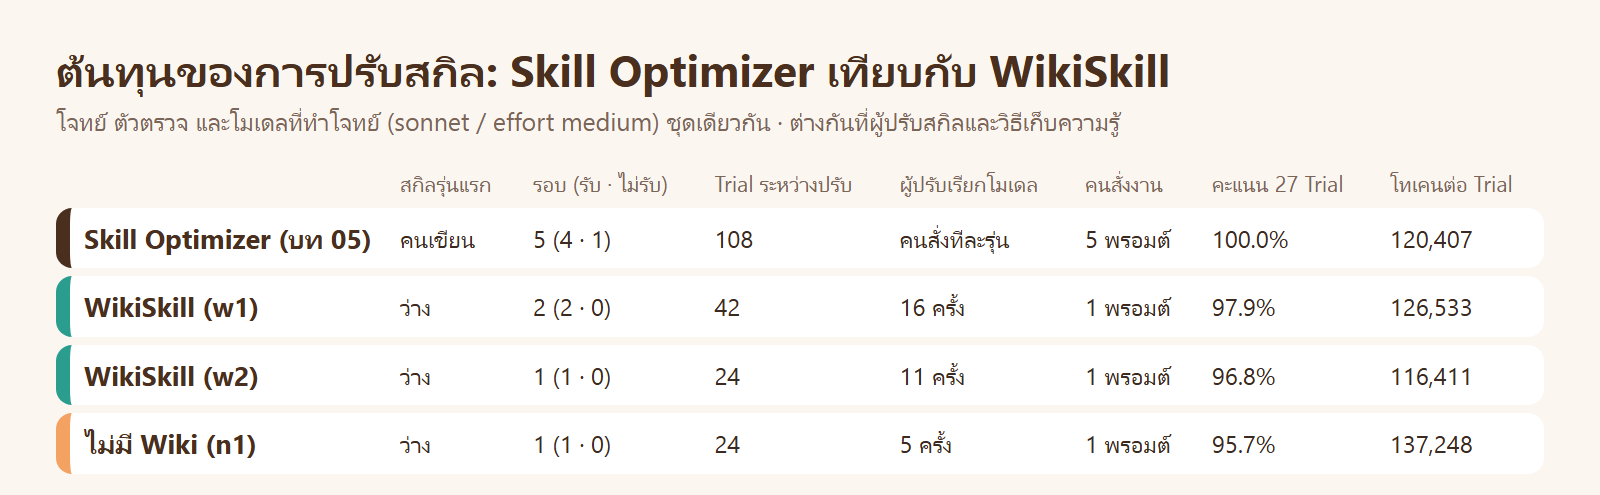 ต้นทุนของการปรับสกิล: Skill Optimizer เทียบกับ WikiSkill
โจทย์ ตัวตรวจ และโมเดลที่ทำโจทย์ (sonnet / effort medium) ชุดเดียวกัน · ต่างกันที่ผู้ปรับสกิลและวิธีเก็บความรู้
สกิลรุ่นแรก รอบ (รับ · ไม่รับ) Trial ระหว่างปรับ ผู้ปรับเรียกโมเดล คนสั่งงาน คะแนน 27 Trial โทเคนต่อ Trial
Skill Optimizer (บท 05) คนเขียน 5 (4 · 1) 108 คนสั่งทีละรุ่น 5 พรอมต์ 100.0% 120,407
WikiSkill (w1) ว่าง 2 (2 · 0) 42 16 ครั้ง 1 พรอมต์ 97.9% 126,533
WikiSkill (w2) ว่าง 1 (1 · 0) 24 11 ครั้ง 1 พรอมต์ 96.8% 116,411
ไม่มี Wiki (n1) ว่าง 1 (1 · 0) 24 5 ครั้ง 1 พรอมต์ 95.7% 137,248